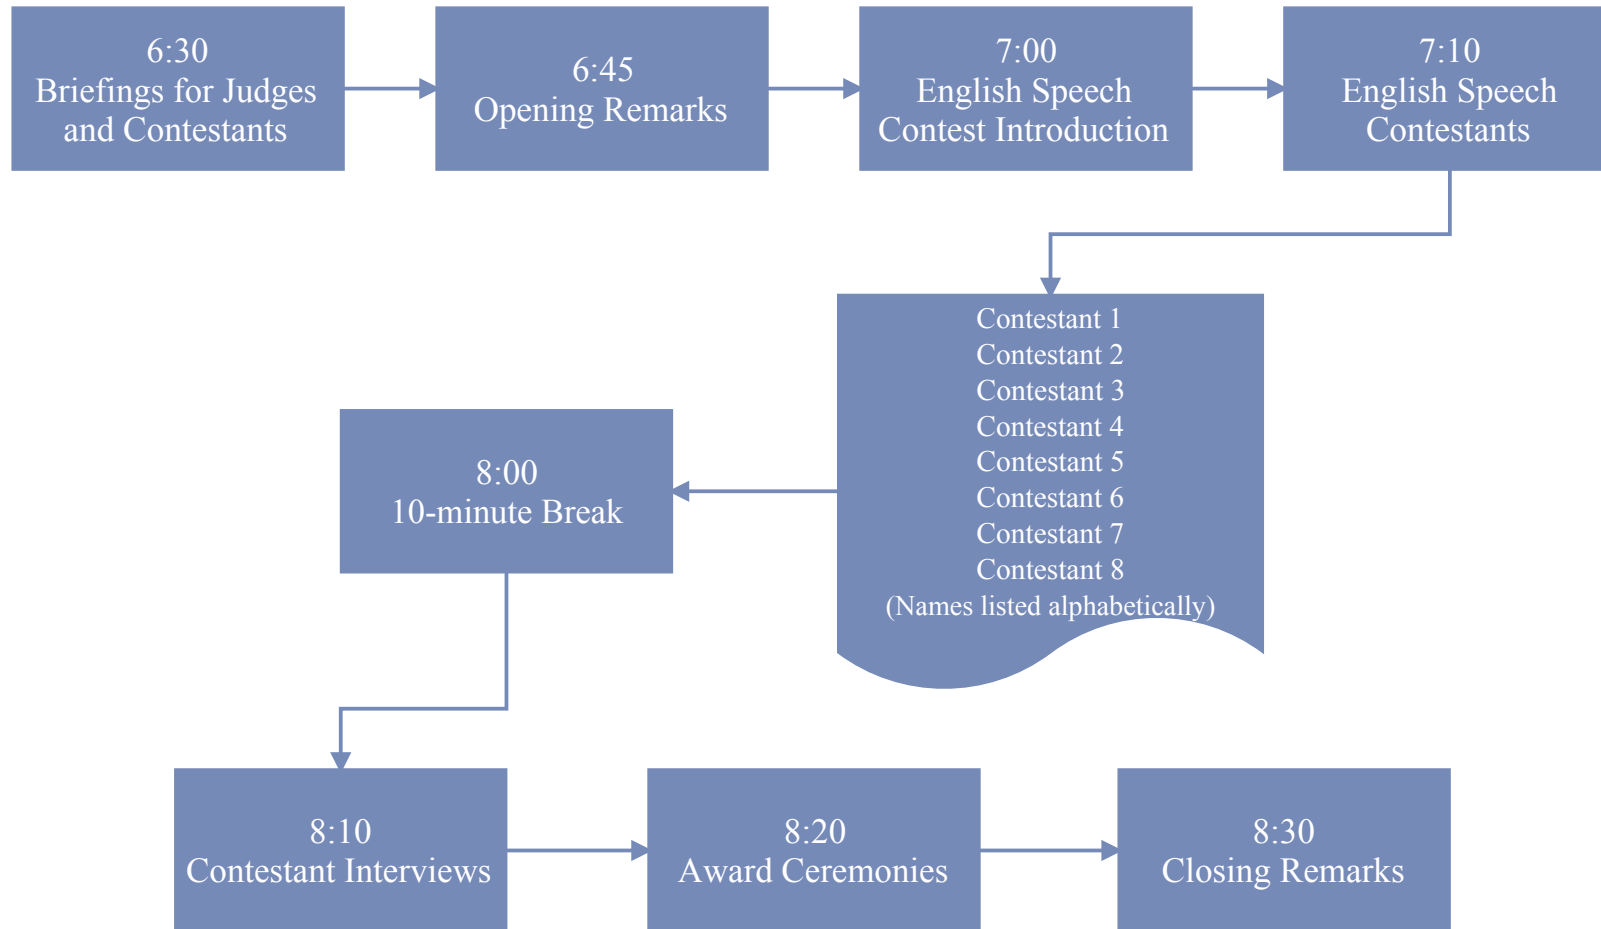 6:30
Briefings for Judges
and Contestants
6:45
Opening Remarks
7:00
English Speech
Contest Introduction
7:10
English Speech
Contestants
Contestant 1
Contestant 2
Contestant 3
Contestant 4
Contestant 5
Contestant 6
Contestant 7
Contestant 8
(Names listed alphabetically)
8:00
10-minute Break
8:10
Contestant Interviews
8:20
Award Ceremonies
8:30
Closing Remarks